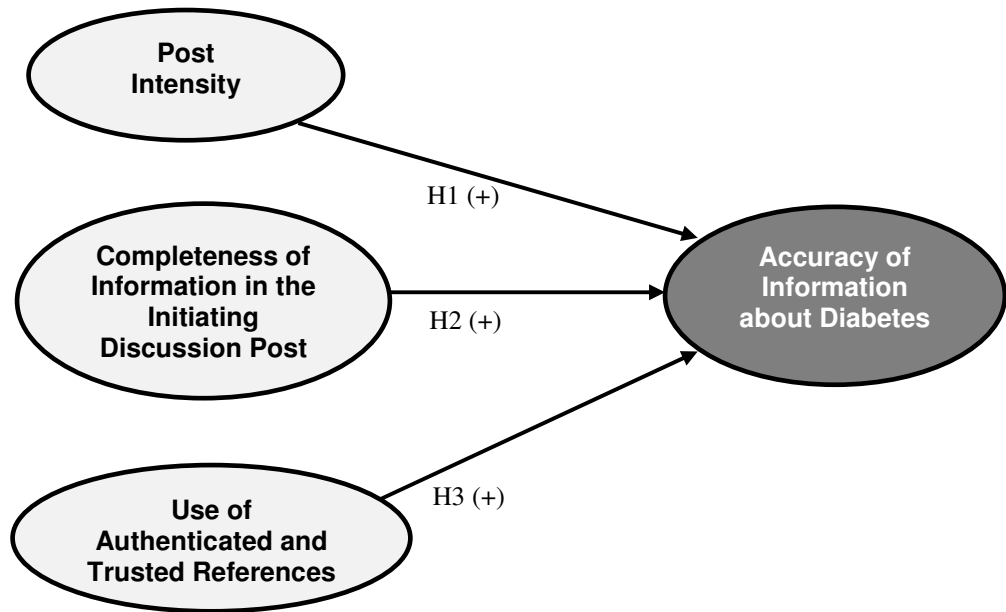 Post
Intensity
H1 (+)
Completeness of
Information in the
Initiating
Discussion Post
H2 (+)
Accuracy of
Information
about Diabetes
Use of
Authenticated and
Trusted References
H3 (+)